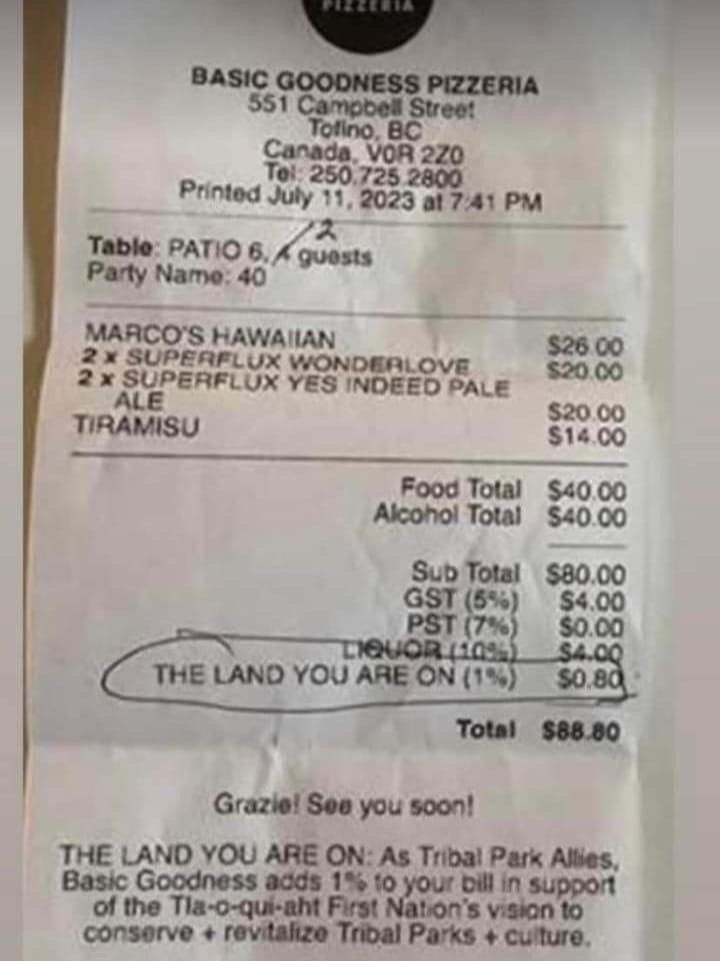 PIZZERIA
BASIC GOODNESS PIZZERIA
551 Campbell Street
Tofino, BC
Canada, V0R 2Z0
Tel: 250.725.2800
Printed July 11, 2023 at 7:41 PM
2
Table: PATIO 6, 4 guests
Party Name: 40
MARCO'S HAWAIIAN $26.00
2 x SUPERFLUX WONDERLOVE $20.00
2 x SUPERFLUX YES INDEED PALE
ALE $20.00
TIRAMISU $14.00
Food Total $40.00
Alcohol Total $40.00
Sub Total $80.00
GST (5%) $4.00
PST (7%) $0.00
LIQUOR (10%) $4.00
THE LAND YOU ARE ON (1%) $0.80
Total $88.80
Grazie! See you soon!
THE LAND YOU ARE ON: As Tribal Park Allies,
Basic Goodness adds 1% to your bill in support
of the Tla-o-qui-aht First Nation's vision to
conserve + revitalize Tribal Parks + culture.